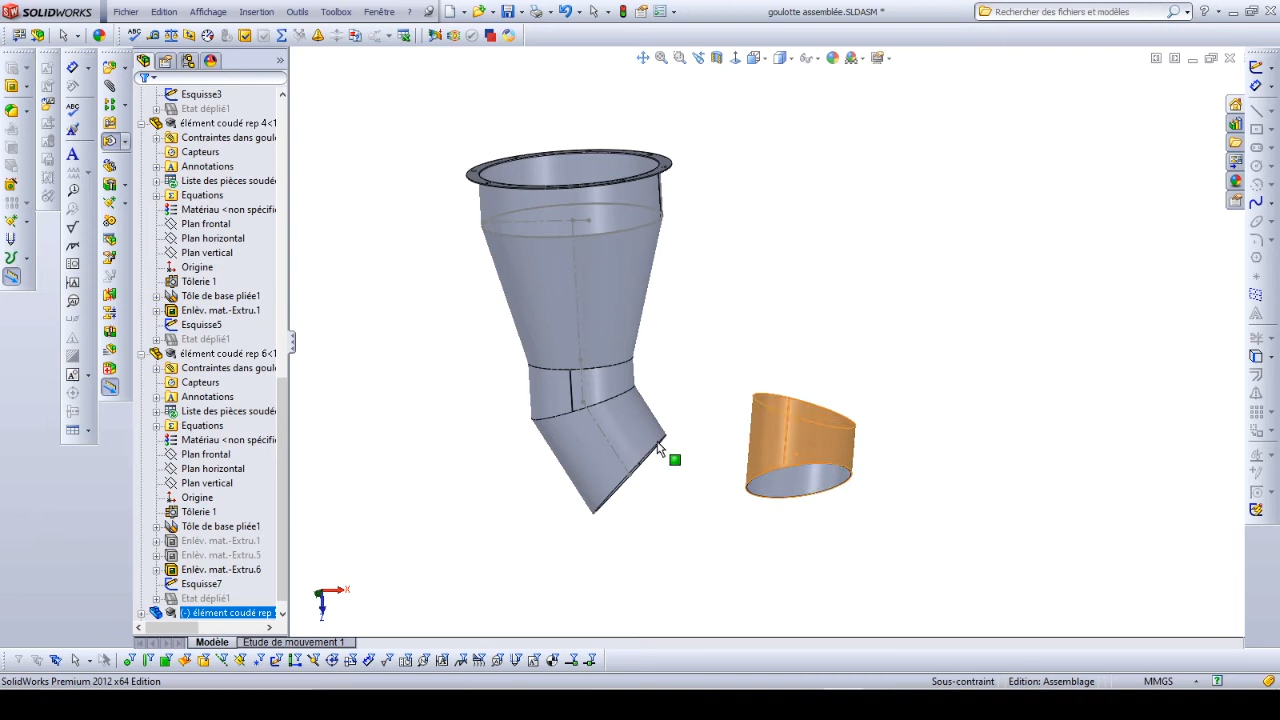 SOLIDWORKS
Fichier Edition Affichage Insertion Outils Toolbox Fenêtre ?
goulotte assemblée.SLDASM *
Rechercher des fichiers et modèles
Esquisse3
Etat déplié1
élément coudé rep 4<1
Contraintes dans goul
Capteurs
Annotations
Liste des pièces soudé
Equations
Matériau <non spécifi
Plan frontal
Plan horizontal
Plan vertical
Origine
Tôlerie 1
Tôle de base pliée1
Enlèv. mat.-Extru.1
Esquisse5
Etat déplié1
élément coudé rep 6<1
Contraintes dans goul
Capteurs
Annotations
Liste des pièces soudé
Equations
Matériau <non spécifi
Plan frontal
Plan horizontal
Plan vertical
Origine
Tôlerie 1
Tôle de base pliée1
Enlèv. mat.-Extru.1
Enlèv. mat.-Extru.5
Enlèv. mat.-Extru.6
Esquisse7
Etat déplié1
(-) élément coudé rep
X
Z
Modèle Etude de mouvement 1
SolidWorks Premium 2012 x64 Edition
Sous-contraint Edition: Assemblage MMGS